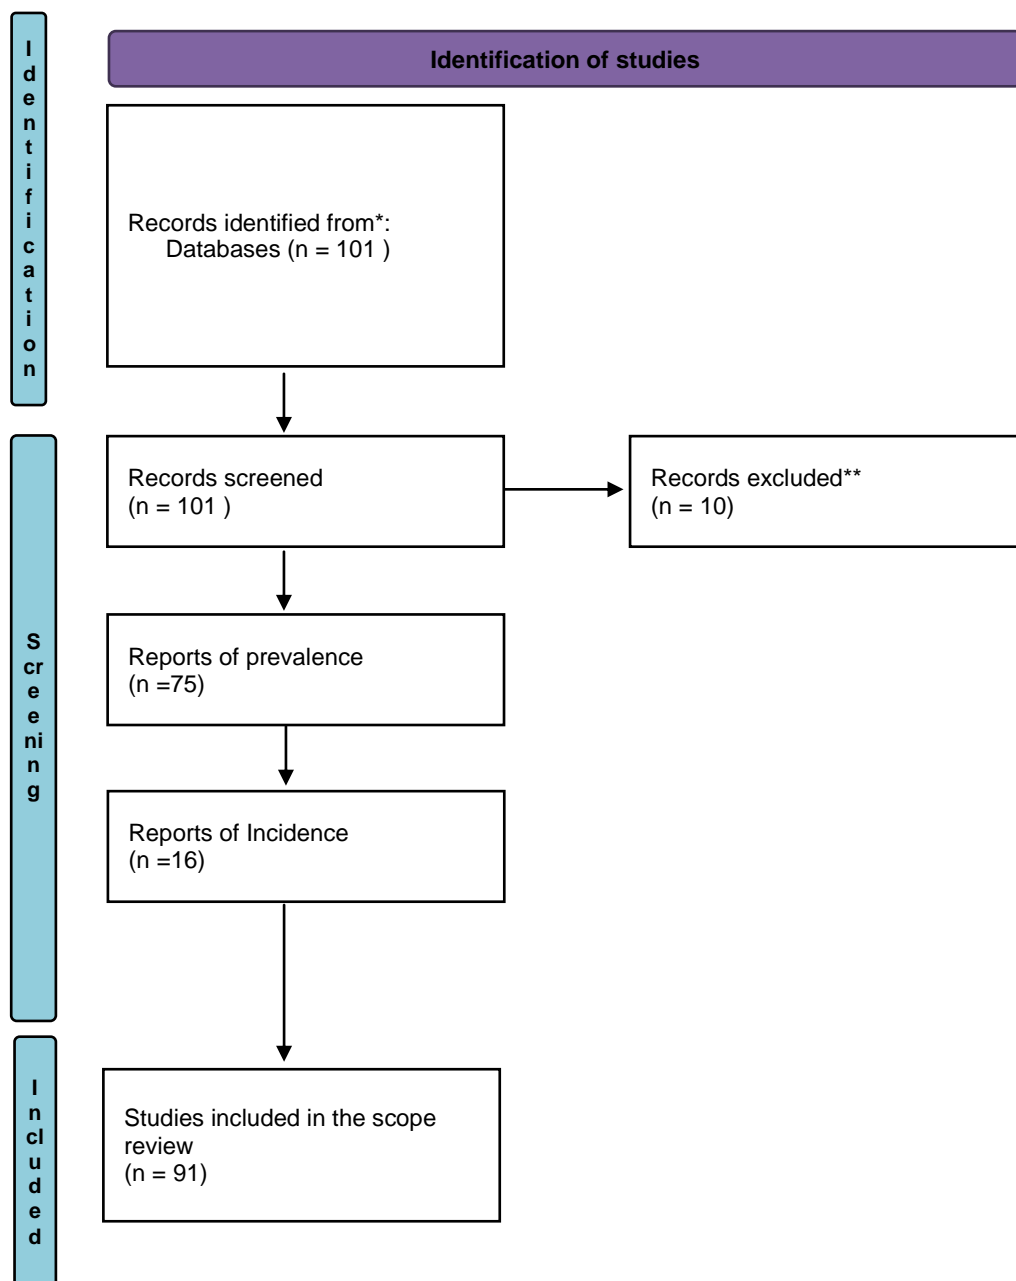 Identification of studies
Identification
Records identified from*:
Databases (n = 101 )
Records screened
(n = 101 )
Records excluded**
(n = 10)
Screening
Reports of prevalence
(n =75)
Reports of Incidence
(n =16)
Included
Studies included in the scope
review
(n = 91)